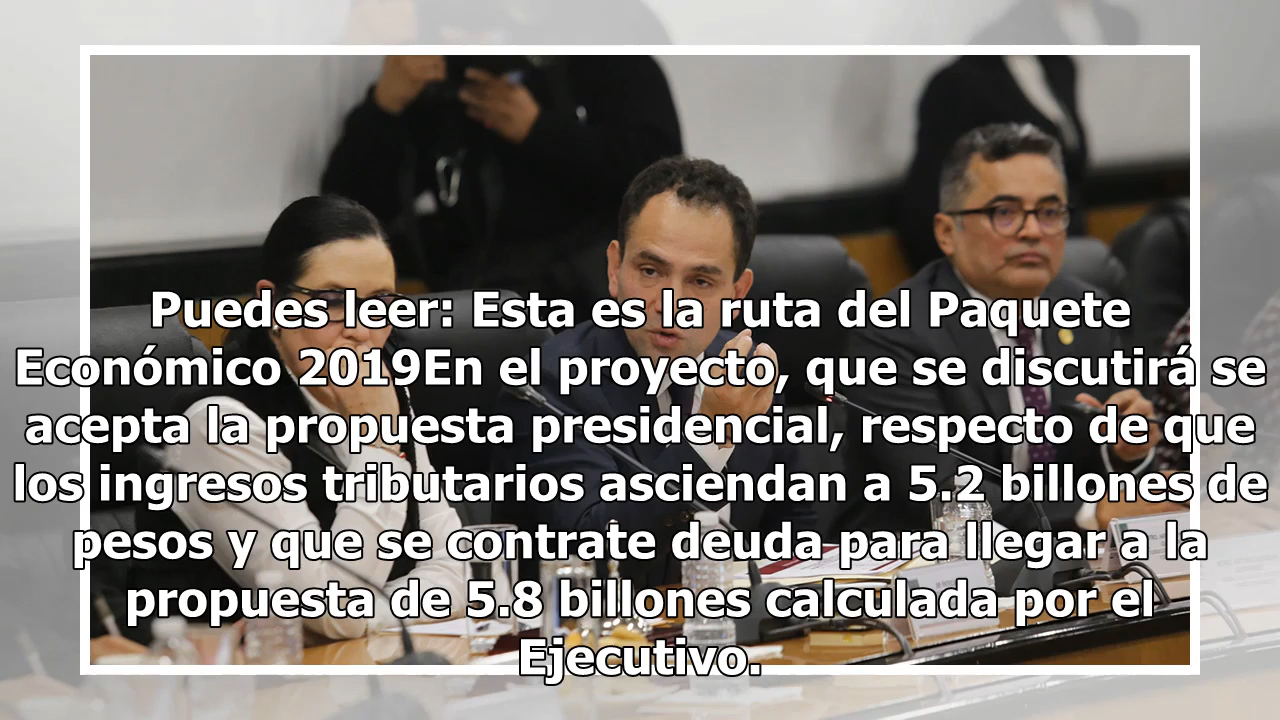 Puedes leer: Esta es la ruta del Paquete
Económico 2019En el proyecto, que se discutirá se
acepta la propuesta presidencial, respecto de que
los ingresos tributarios asciendan a 5.2 billones de
pesos y que se contrate deuda para llegar a la
propuesta de 5.8 billones calculada por el
Ejecutivo.